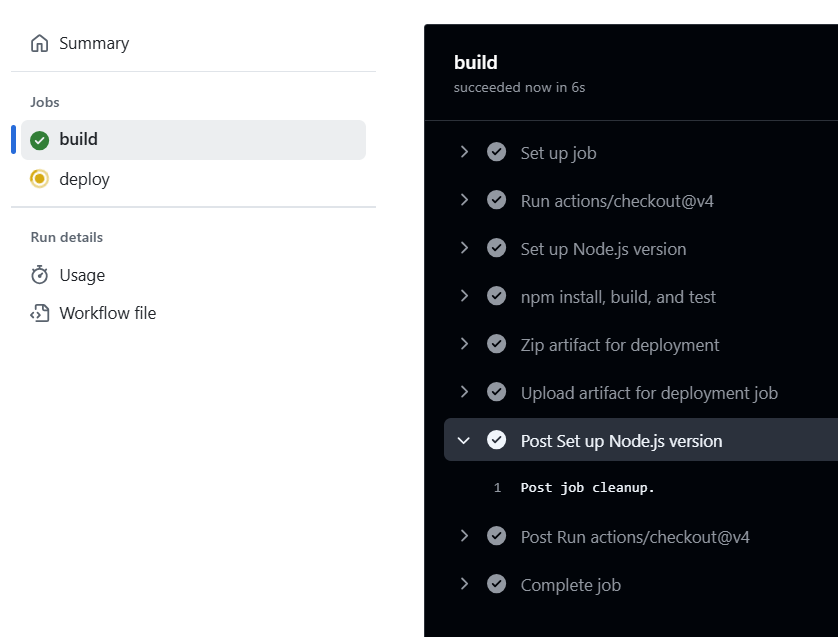 Summary
Jobs
build
deploy
Run details
Usage
Workflow file
build
succeeded now in 6s
Set up job
Run actions/checkout@v4
Set up Node.js version
npm install, build, and test
Zip artifact for deployment
Upload artifact for deployment job
Post Set up Node.js version
1 Post job cleanup.
Post Run actions/checkout@v4
Complete job